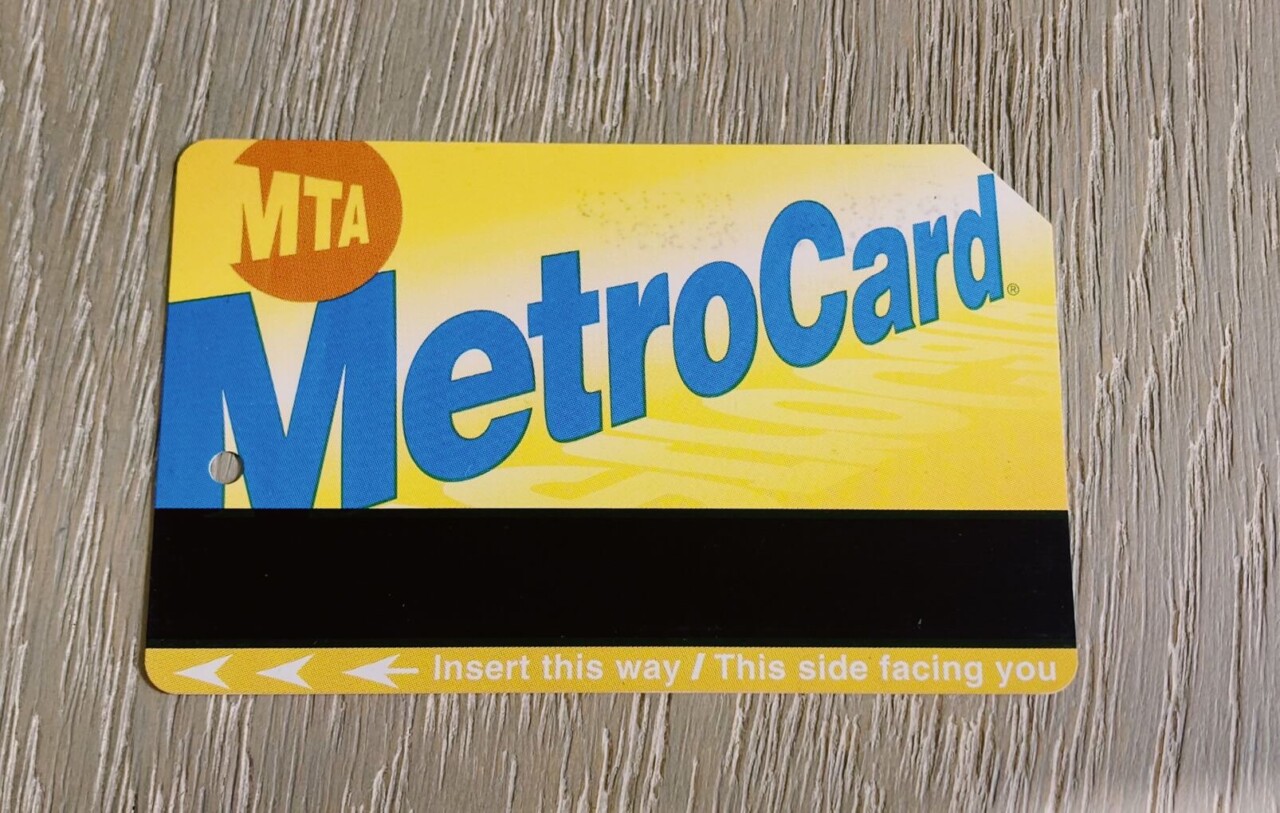 MTA
MetroCard®
Insert this way / This side facing you